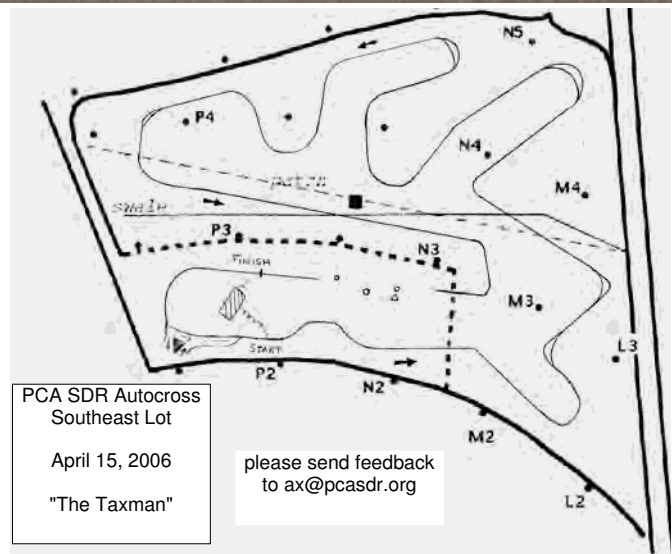 N5
P4
N4
M4
patch
SWALE
P3
N3
FINISH
M3
START
L3
P2
N2
M2
L2
PCA SDR Autocross
Southeast Lot
April 15, 2006
"The Taxman"
please send feedback
to ax@pcasdr.org